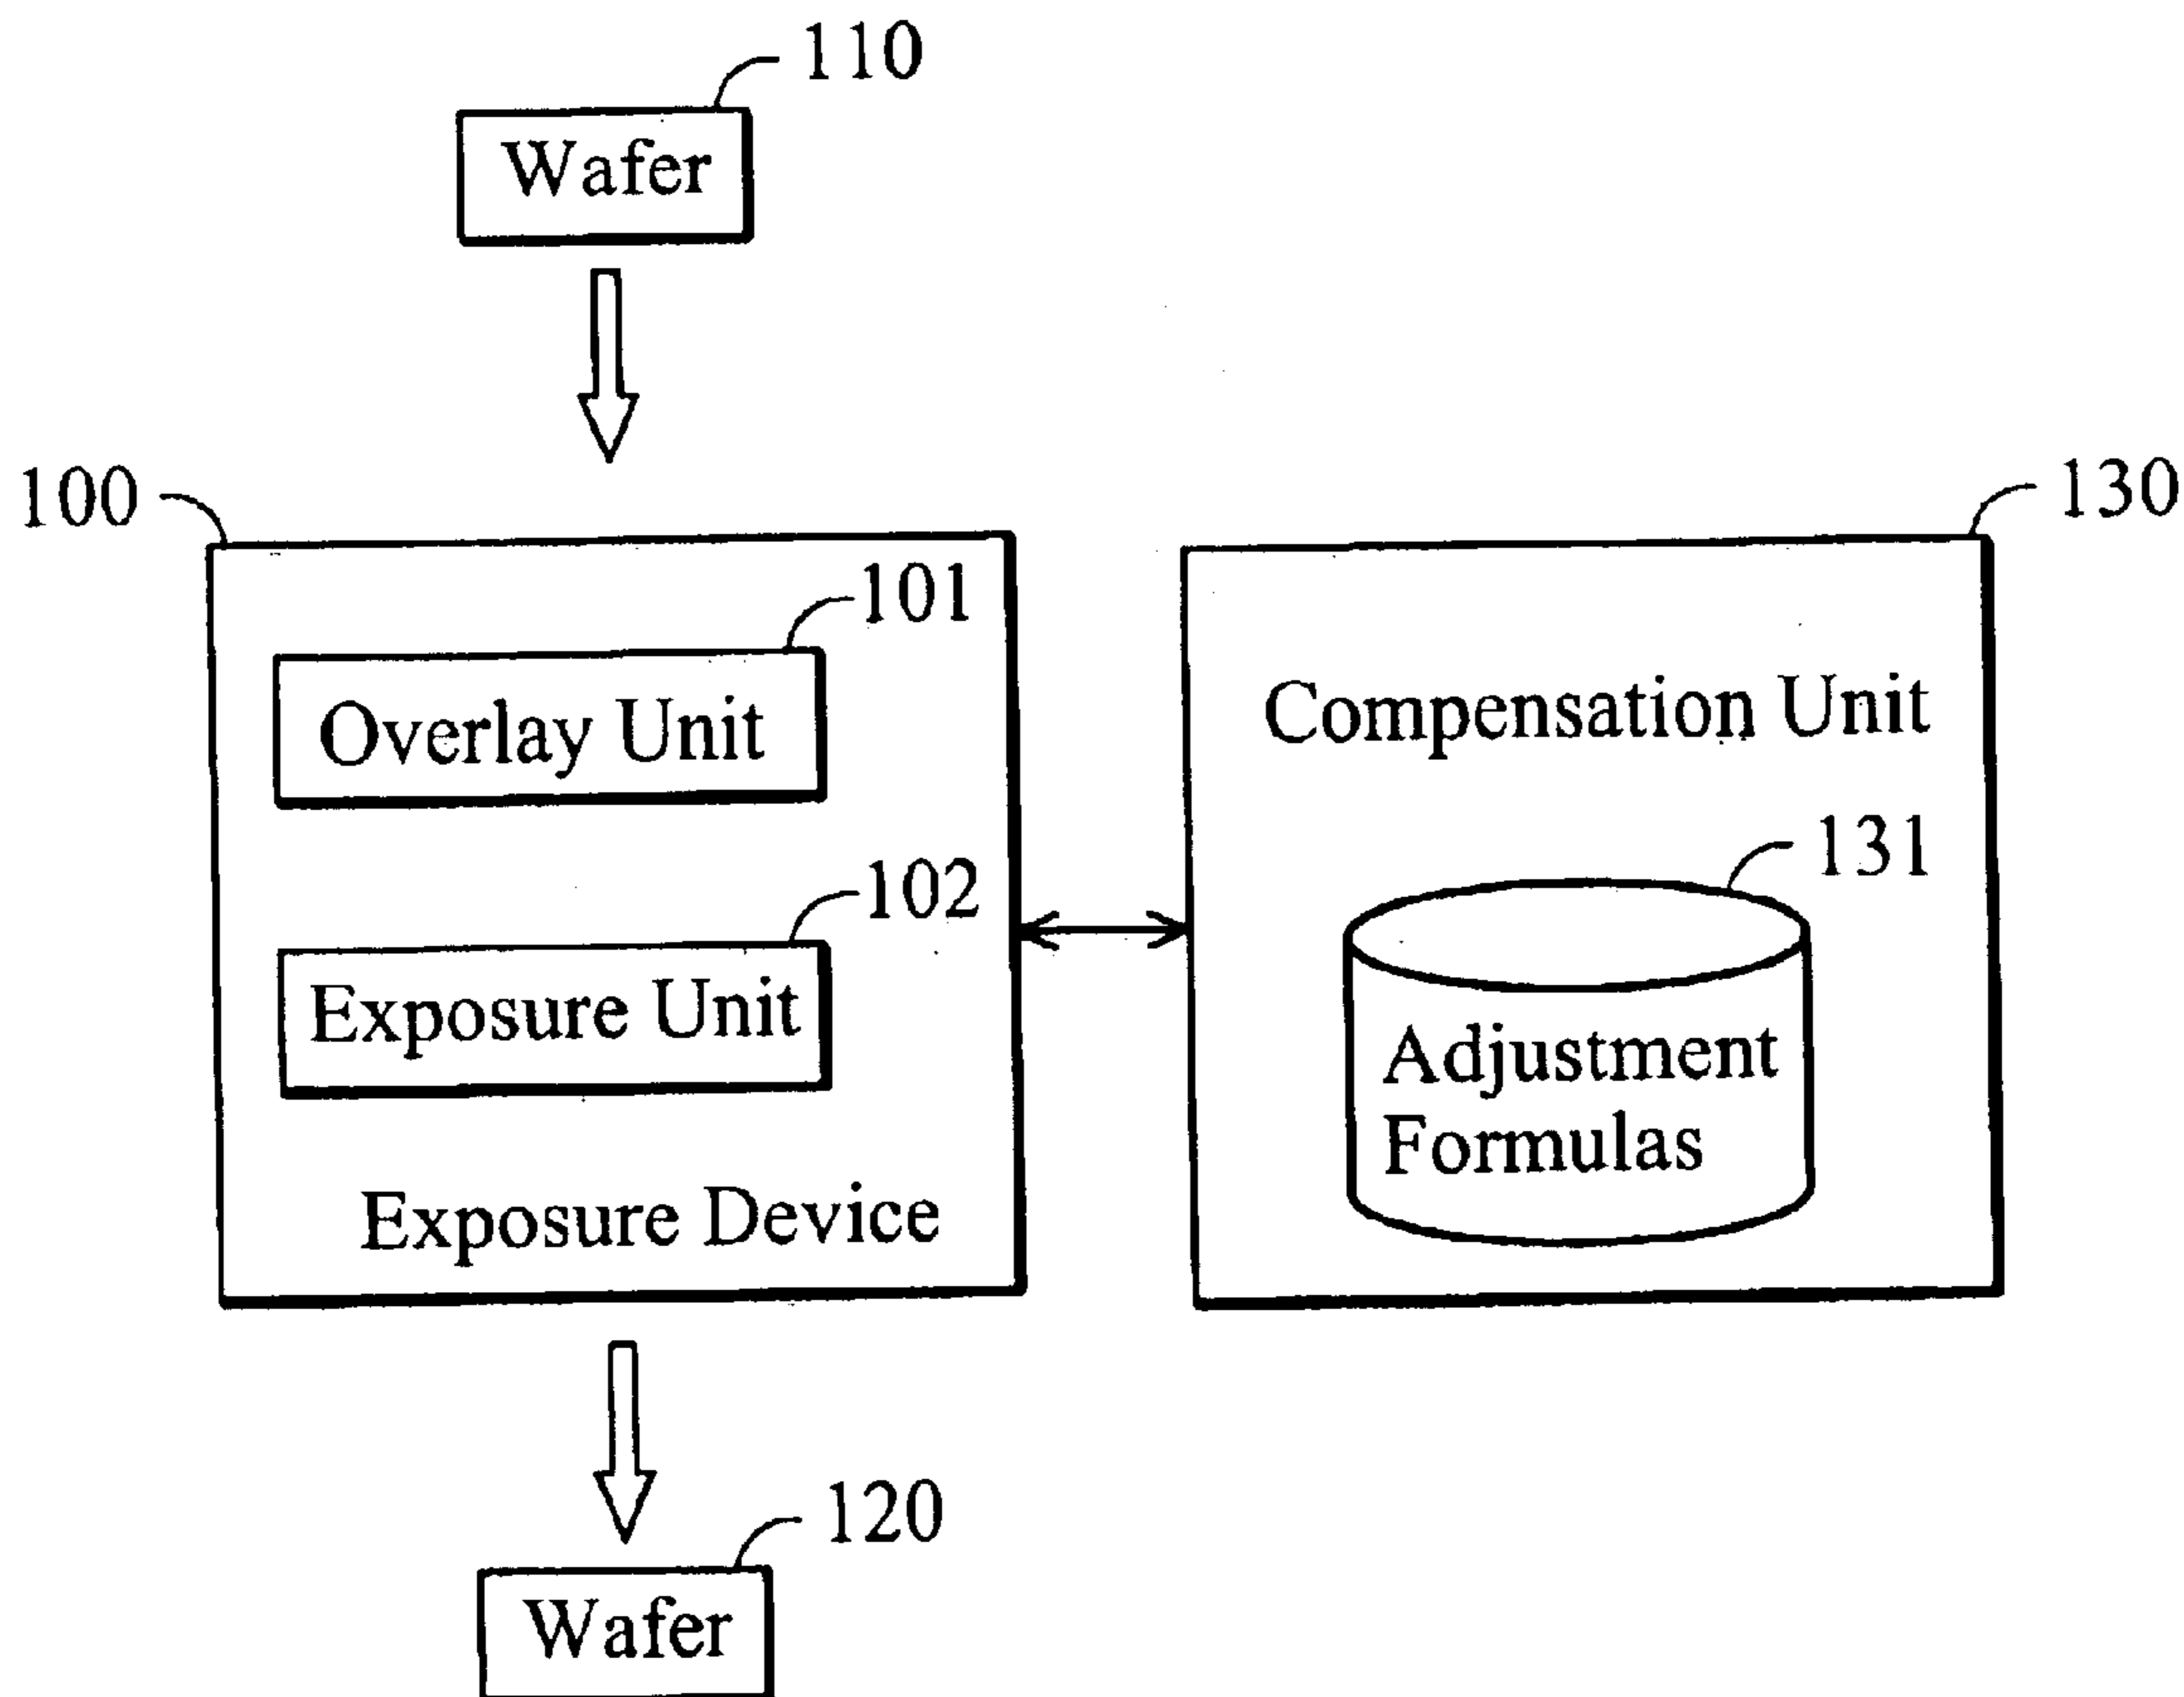 110
Wafer
100
130
101
Overlay Unit
Compensation Unit
102
131
Exposure Unit
Adjustment
Formulas
Exposure Device
120
Wafer